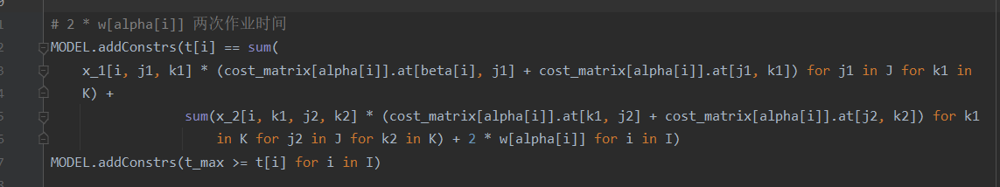 # 2 * w[alpha[i]] 两次作业时间
MODEL.addConstrs(t[i] == sum(
x_1[i, j1, k1] * (cost_matrix[alpha[i]].at[beta[i], j1] + cost_matrix[alpha[i]].at[j1, k1]) for j1 in J for k1 in
K) +
sum(x_2[i, k1, j2, k2] * (cost_matrix[alpha[i]].at[k1, j2] + cost_matrix[alpha[i]].at[j2, k2]) for k1
in K for j2 in J for k2 in K) + 2 * w[alpha[i]] for i in I)
MODEL.addConstrs(t_max >= t[i] for i in I)